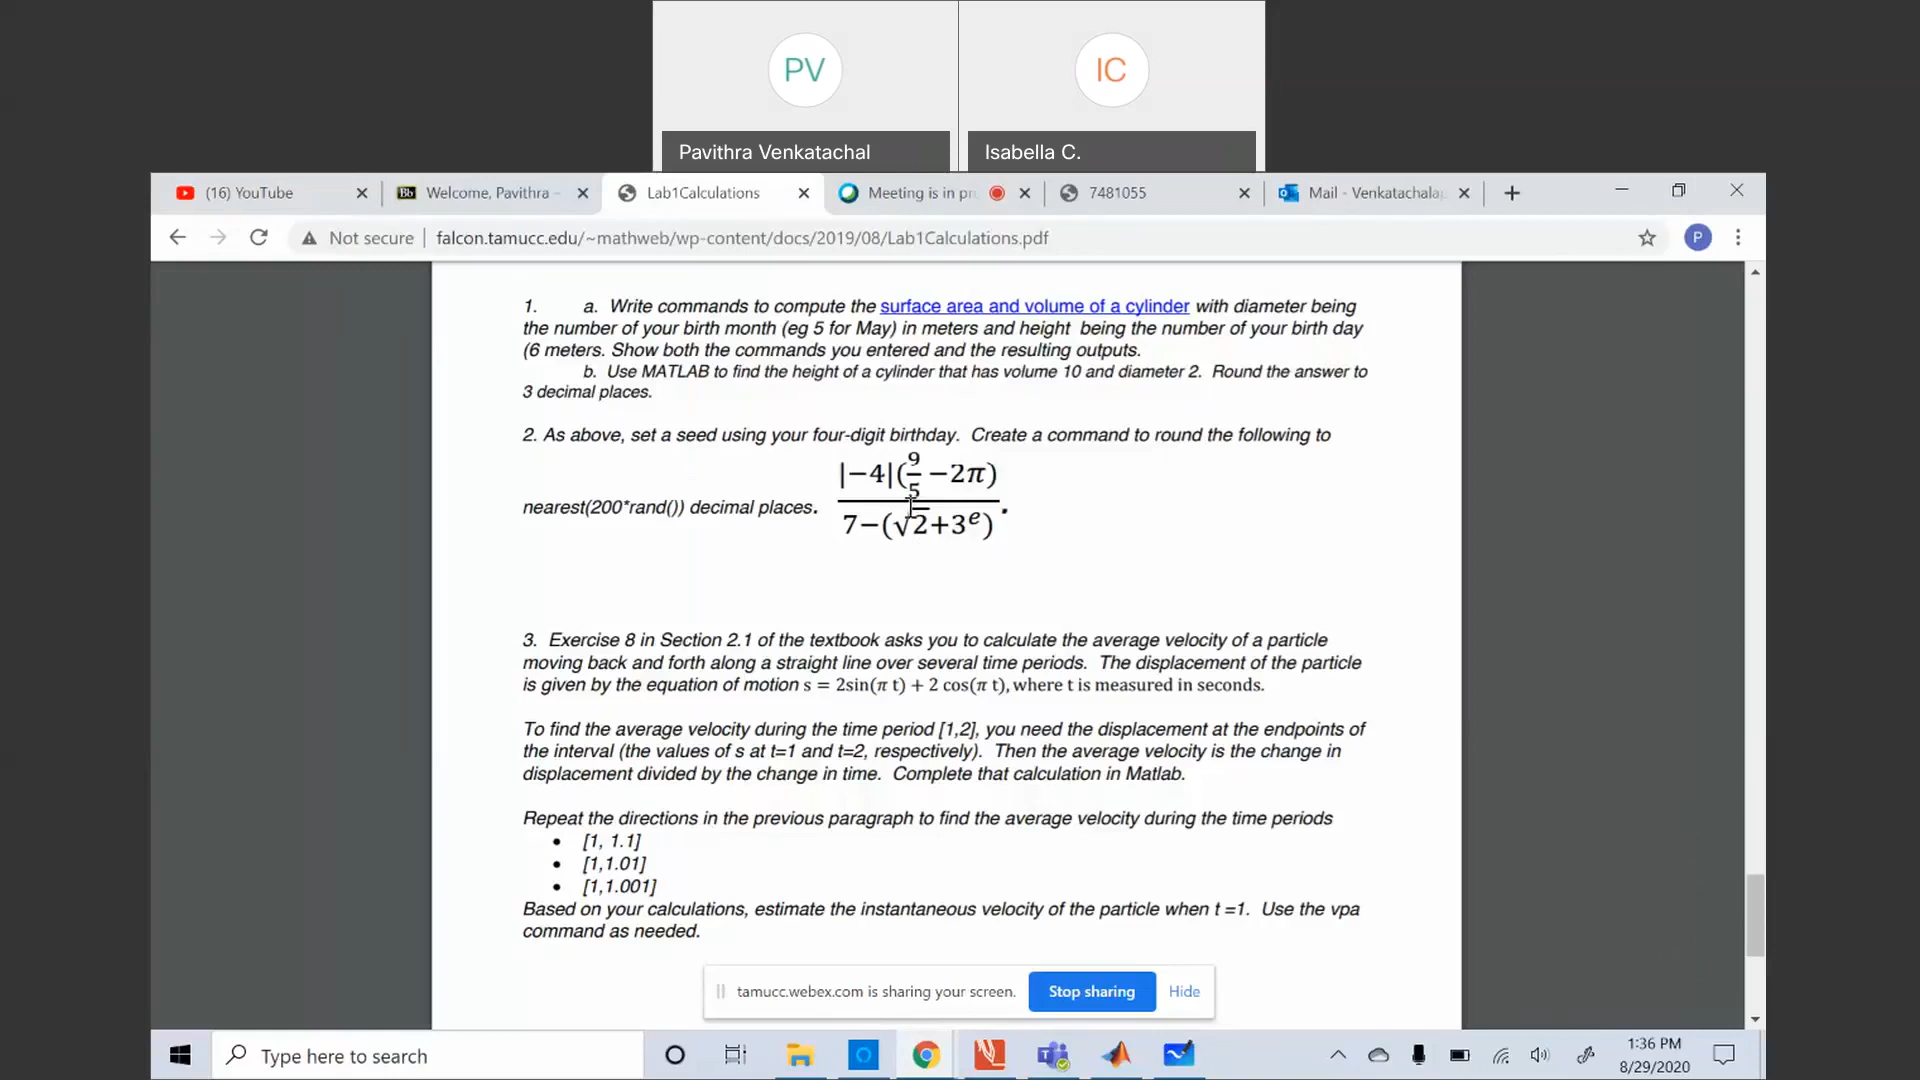 PV
IC
Pavithra Venkatachal
Isabella C.
(16) YouTube
Bb Welcome, Pavithra –
Lab1Calculations
Meeting is in pr
7481055
Mail - Venkatachala
Not secure | falcon.tamucc.edu/~mathweb/wp-content/docs/2019/08/Lab1Calculations.pdf
P
1. a. Write commands to compute the surface area and volume of a cylinder with diameter being
the number of your birth month (eg 5 for May) in meters and height being the number of your birth day
(6 meters. Show both the commands you entered and the resulting outputs.
b. Use MATLAB to find the height of a cylinder that has volume 10 and diameter 2. Round the answer to
3 decimal places.
2. As above, set a seed using your four-digit birthday. Create a command to round the following to
nearest(200*rand()) decimal places. |−4|(9/5 −2π) / 7−(√2+3^e) .
3. Exercise 8 in Section 2.1 of the textbook asks you to calculate the average velocity of a particle
moving back and forth along a straight line over several time periods. The displacement of the particle
is given by the equation of motion s = 2sin(π t) + 2 cos(π t), where t is measured in seconds.
To find the average velocity during the time period [1,2], you need the displacement at the endpoints of
the interval (the values of s at t=1 and t=2, respectively). Then the average velocity is the change in
displacement divided by the change in time. Complete that calculation in Matlab.
Repeat the directions in the previous paragraph to find the average velocity during the time periods
• [1, 1.1]
• [1,1.01]
• [1,1.001]
Based on your calculations, estimate the instantaneous velocity of the particle when t =1. Use the vpa
command as needed.
tamucc.webex.com is sharing your screen.
Stop sharing
Hide
Type here to search
1:36 PM
8/29/2020